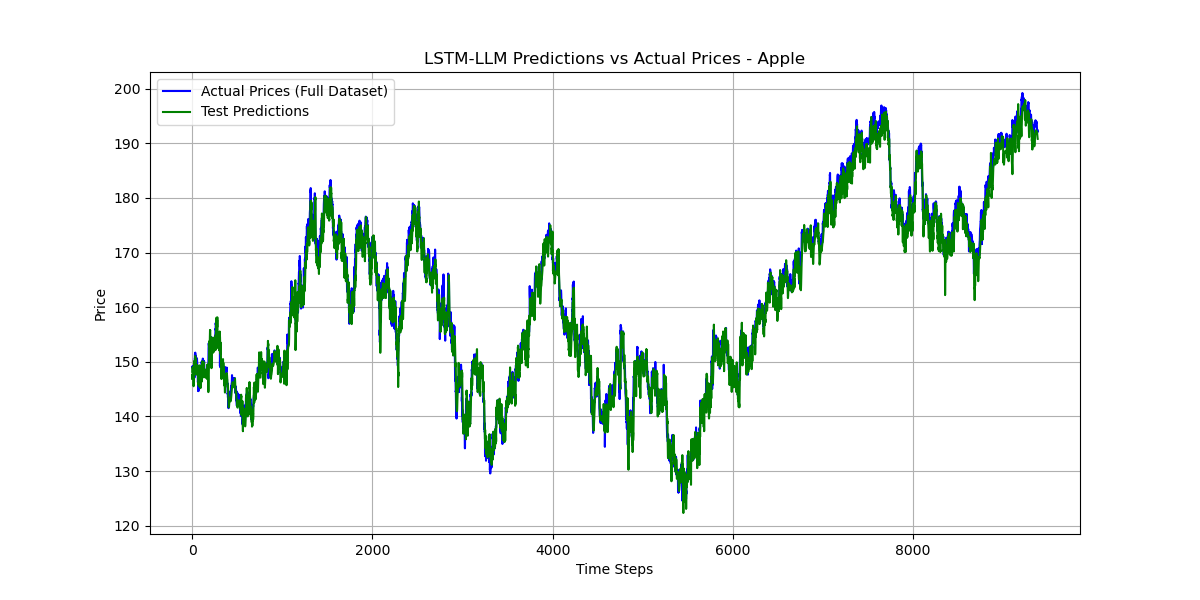 LSTM-LLM Predictions vs Actual Prices - Apple
Actual Prices (Full Dataset)
Test Predictions
200
190
180
170
160
150
140
130
120
Price
0 2000 4000 6000 8000
Time Steps